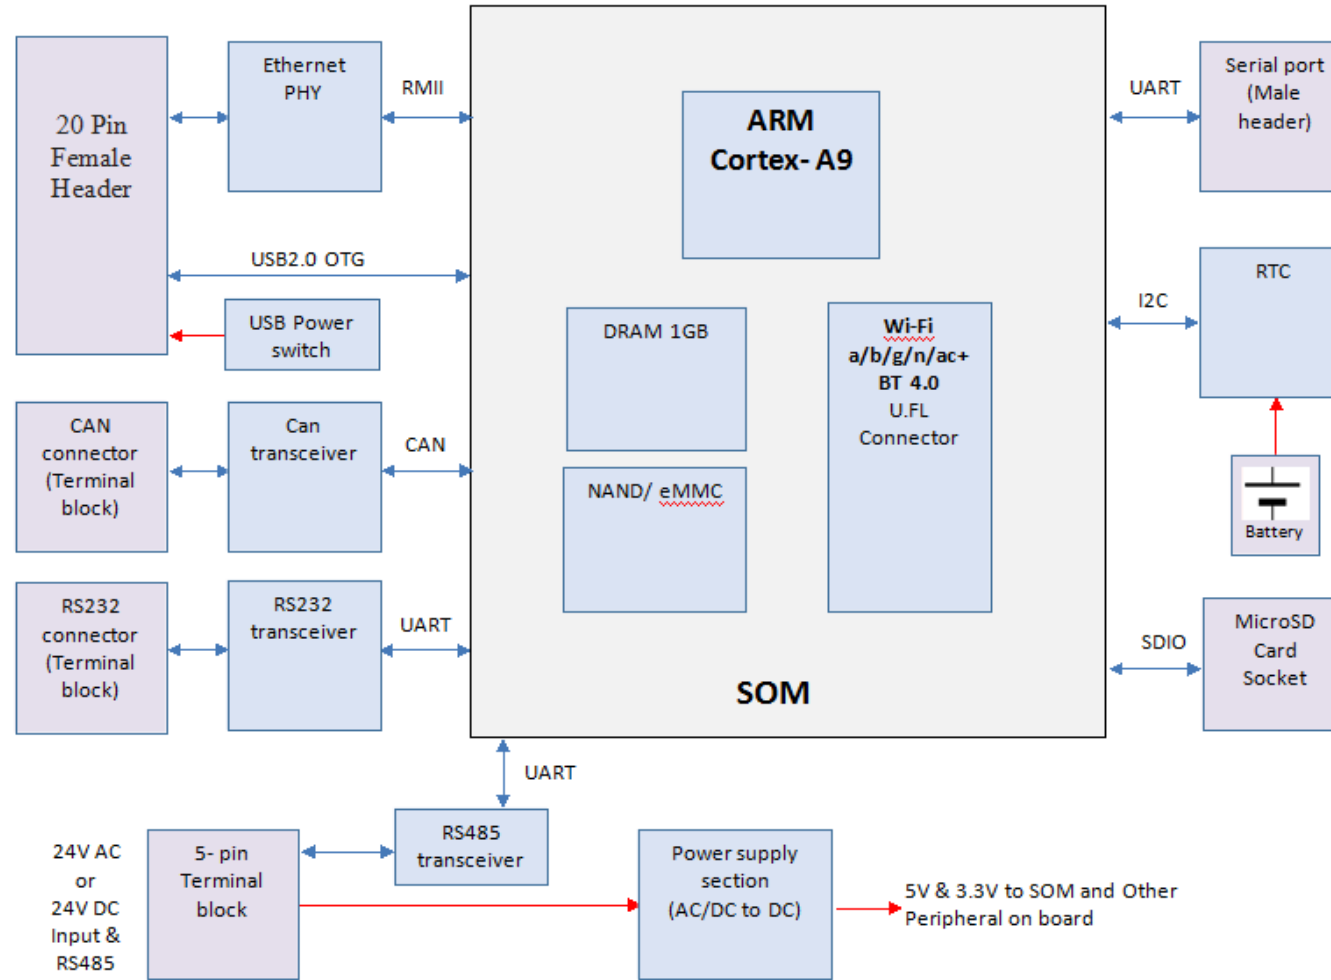 20 Pin
Female
Header
Ethernet
PHY
RMII
USB2.0 OTG
USB Power
switch
CAN
connector
(Terminal
block)
Can
transceiver
CAN
RS232
connector
(Terminal
block)
RS232
transceiver
UART
ARM
Cortex- A9
DRAM 1GB
NAND/ eMMC
Wi-Fi
a/b/g/n/ac+
BT 4.0
U.FL
Connector
SOM
UART
Serial port
(Male
header)
I2C
RTC
Battery
SDIO
MicroSD
Card
Socket
UART
RS485
transceiver
24V AC
or
24V DC
Input &
RS485
5- pin
Terminal
block
Power supply
section
(AC/DC to DC)
5V & 3.3V to SOM and Other
Peripheral on board